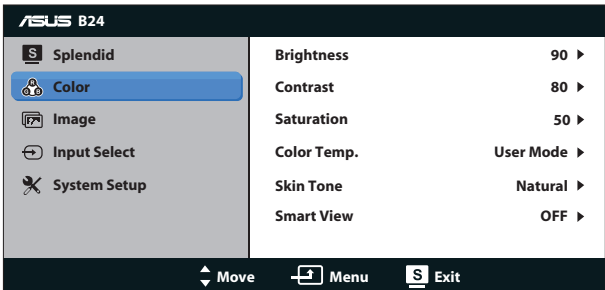 ASUS B24
S Splendid
Color
Image
Input Select
System Setup
Brightness 90
Contrast 80
Saturation 50
Color Temp. User Mode
Skin Tone Natural
Smart View OFF
Move Menu S Exit